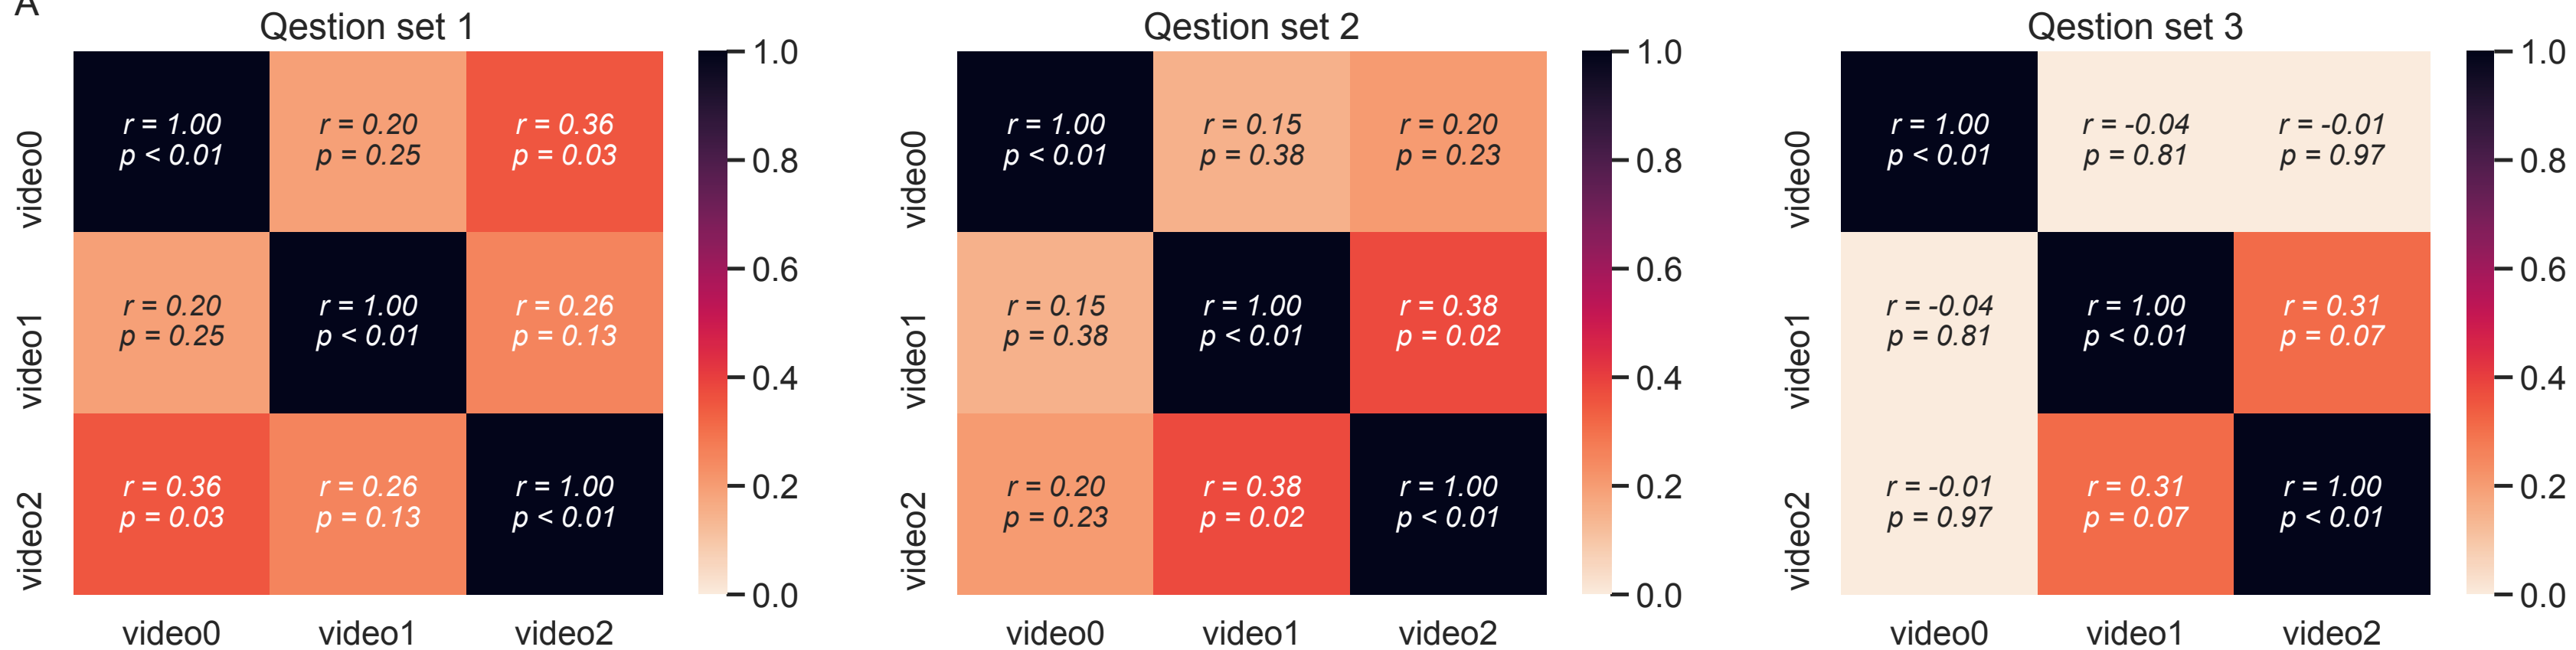 A
Qestion set 1
1.0
0.8
0.6
0.4
0.2
0.0
video0
r = 1.00
p < 0.01
r = 0.20
p = 0.25
r = 0.36
p = 0.03
video1
r = 0.20
p = 0.25
r = 1.00
p < 0.01
r = 0.26
p = 0.13
video2
r = 0.36
p = 0.03
r = 0.26
p = 0.13
r = 1.00
p < 0.01
video0 video1 video2
Qestion set 2
1.0
0.8
0.6
0.4
0.2
0.0
video0
r = 1.00
p < 0.01
r = 0.15
p = 0.38
r = 0.20
p = 0.23
video1
r = 0.15
p = 0.38
r = 1.00
p < 0.01
r = 0.38
p = 0.02
video2
r = 0.20
p = 0.23
r = 0.38
p = 0.02
r = 1.00
p < 0.01
video0 video1 video2
Qestion set 3
1.0
0.8
0.6
0.4
0.2
0.0
video0
r = 1.00
p < 0.01
r = -0.04
p = 0.81
r = -0.01
p = 0.97
video1
r = -0.04
p = 0.81
r = 1.00
p < 0.01
r = 0.31
p = 0.07
video2
r = -0.01
p = 0.97
r = 0.31
p = 0.07
r = 1.00
p < 0.01
video0 video1 video2